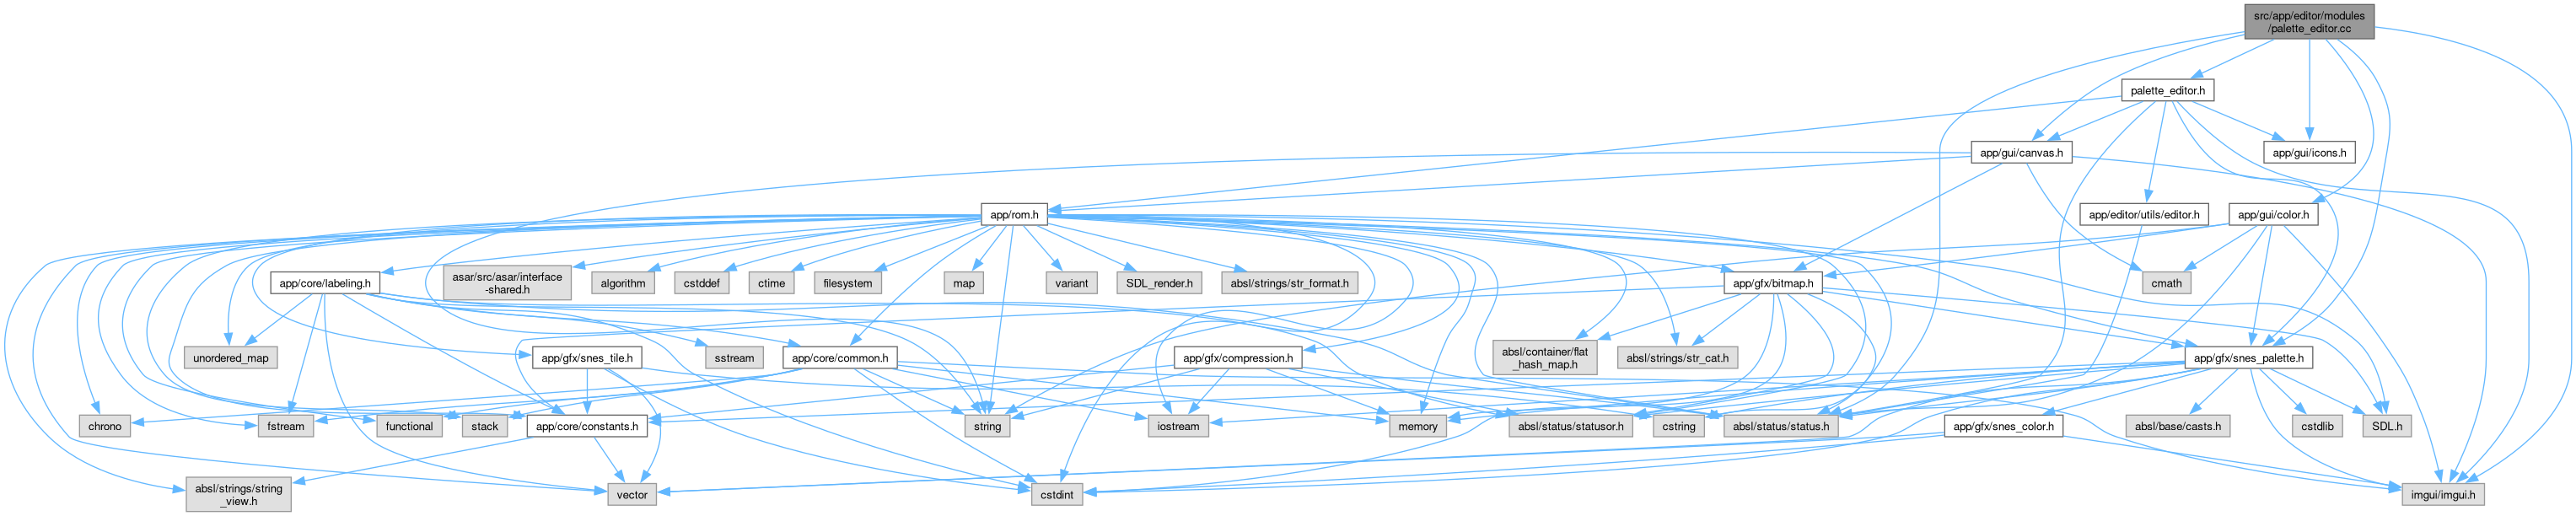 src/app/editor/modules
/palette_editor.cc
palette_editor.h
app/gui/canvas.h
app/gui/icons.h
app/rom.h
app/editor/utils/editor.h
app/gui/color.h
app/core/labeling.h
asar/src/asar/interface
-shared.h
algorithm
cstddef
ctime
filesystem
map
variant
SDL_render.h
absl/strings/str_format.h
app/gfx/bitmap.h
cmath
unordered_map
app/gfx/snes_tile.h
sstream
app/core/common.h
app/gfx/compression.h
absl/container/flat
_hash_map.h
absl/strings/str_cat.h
app/gfx/snes_palette.h
chrono
fstream
functional
stack
app/core/constants.h
string
iostream
memory
absl/status/statusor.h
cstring
absl/status/status.h
app/gfx/snes_color.h
absl/base/casts.h
cstdlib
SDL.h
absl/strings/string
_view.h
vector
cstdint
imgui/imgui.h